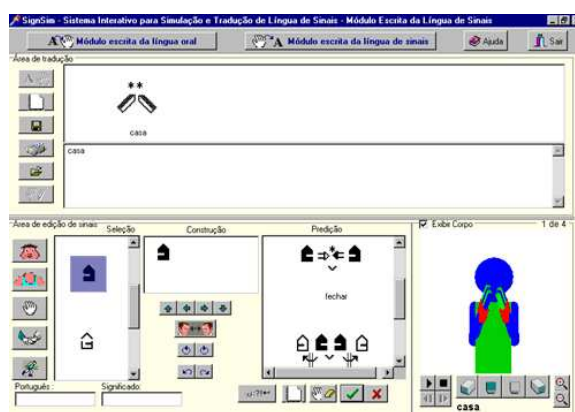 SignSim - Sistema Interativo para Simulação e Tradução de Língua de Sinais - Módulo Escrita da Língua de Sinais
A Módulo escrita da língua oral
A Módulo escrita da língua de sinais
Ajuda
Sair
Área de tradução
casa
casa
Área de edição de sinais
Seleção
Construção
Predição
Exibir Corpo
1 de 4
fechar
Português :
Significado:
casa